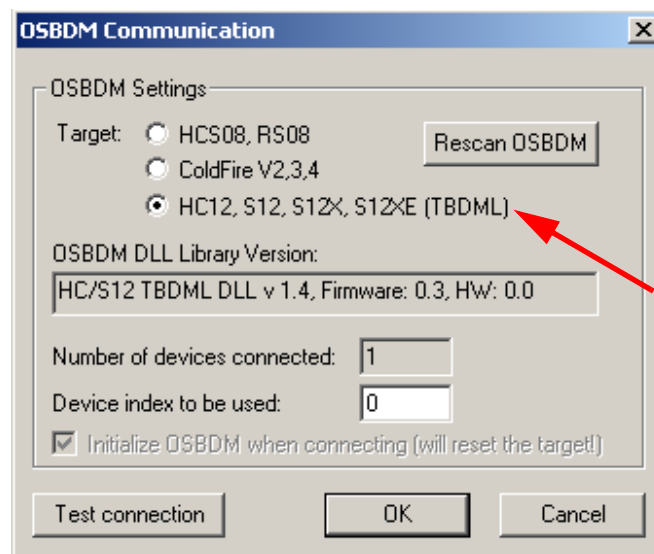 OSBDM Communication
OSBDM Settings
Target: HCS08, RS08
Rescan OSBDM
ColdFire V2,3,4
HC12, S12, S12X, S12XE (TBDML)
OSBDM DLL Library Version:
HC/S12 TBDML DLL v 1.4, Firmware: 0.3, HW: 0.0
Number of devices connected: 1
Device index to be used: 0
Initialize OSBDM when connecting (will reset the target!)
Test connection OK Cancel